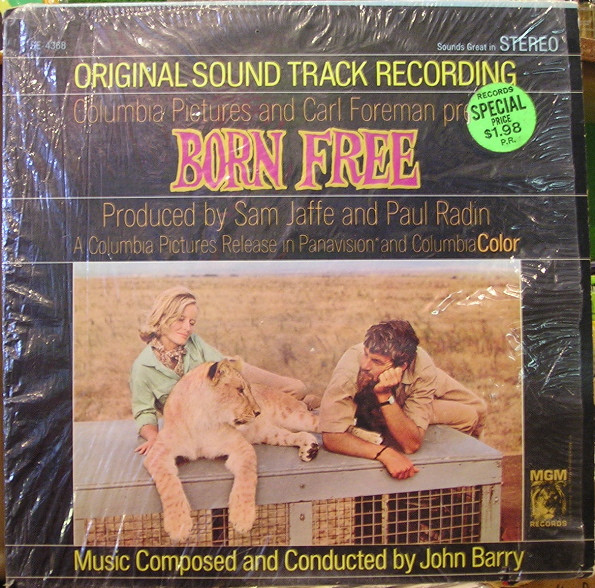 SE-4368
Sounds Great in STEREO
ORIGINAL SOUND TRACK RECORDING
Columbia Pictures and Carl Foreman pre
RECORDS
SPECIAL
PRICE
$1.98
P.R.
BORN FREE
Produced by Sam Jaffe and Paul Radin
A Columbia Pictures Release in Panavision® and ColumbiaColor
MGM
RECORDS
Music Composed and Conducted by John Barry